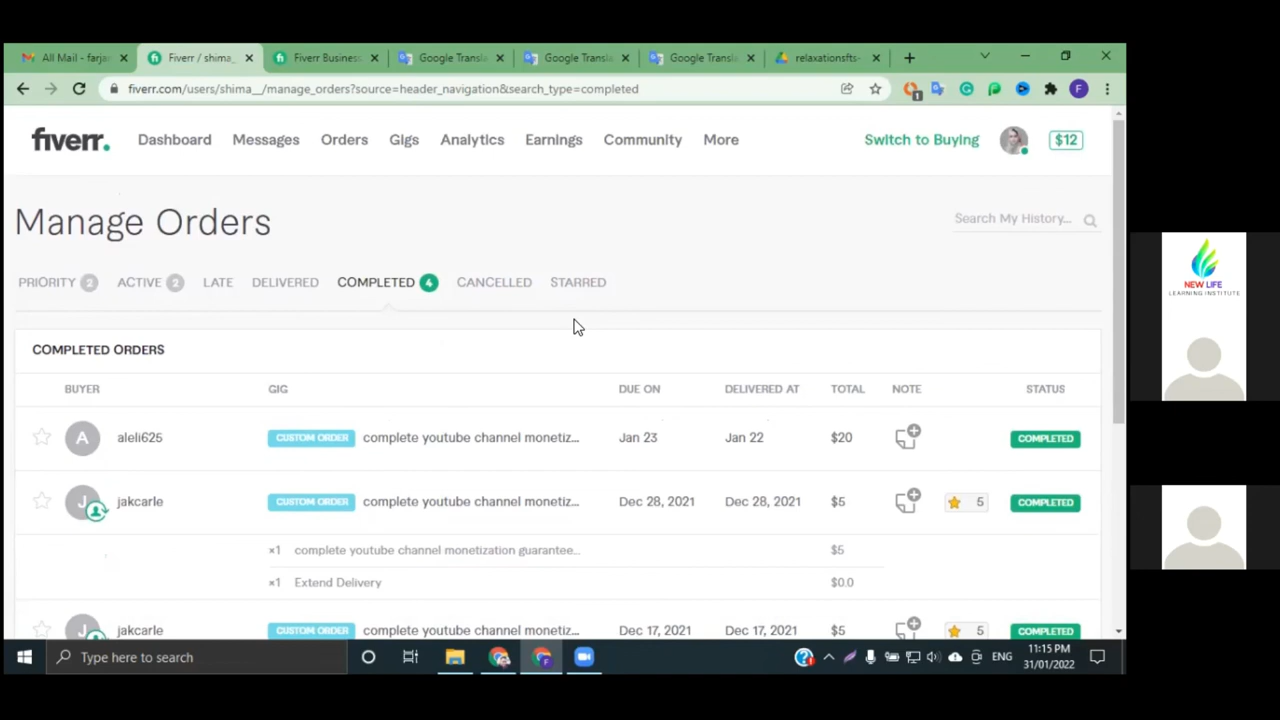 All Mail - farjar
Fiverr / shima_
Fiverr Business
Google Transla
Google Transla
Google Transla
relaxationsfts-
fiverr.com/users/shima__/manage_orders?source=header_navigation&search_type=completed
1
F
fiverr.
Dashboard
Messages
Orders
Gigs
Analytics
Earnings
Community
More
Switch to Buying
$12
Manage Orders
Search My History...
PRIORITY 2
ACTIVE 2
LATE
DELIVERED
COMPLETED 4
CANCELLED
STARRED
COMPLETED ORDERS
BUYER GIG DUE ON DELIVERED AT TOTAL NOTE STATUS
A aleli625 CUSTOM ORDER complete youtube channel monetiz... Jan 23 Jan 22 $20 COMPLETED
J jakcarle CUSTOM ORDER complete youtube channel monetiz... Dec 28, 2021 Dec 28, 2021 $5 5 COMPLETED
×1 complete youtube channel monetization guarantee... $5
×1 Extend Delivery $0.0
J jakcarle CUSTOM ORDER complete youtube channel monetiz... Dec 17, 2021 Dec 17, 2021 $5 5 COMPLETED
Type here to search
ENG
11:15 PM
31/01/2022
NEW LIFE
LEARNING INSTITUTE